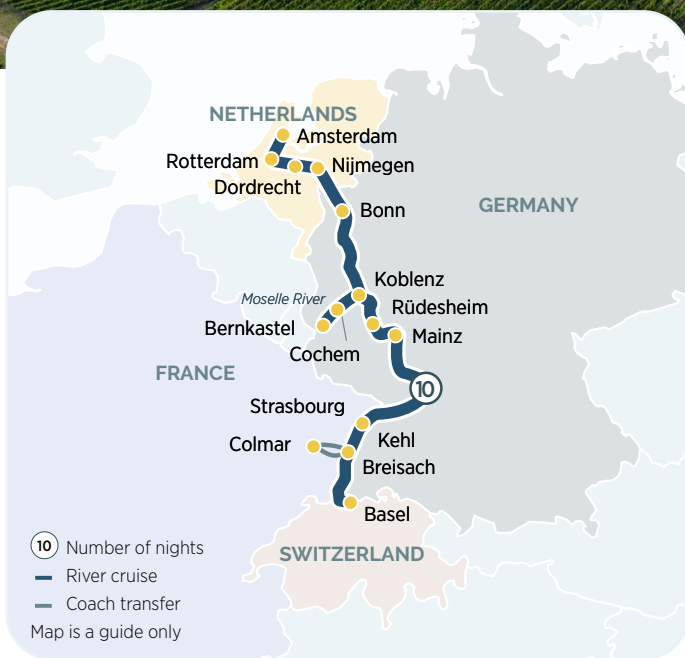 NETHERLANDS
Amsterdam
Rotterdam
Nijmegen
Dordrecht
Bonn
GERMANY
Koblenz
Moselle River
Rüdesheim
Bernkastel
Mainz
Cochem
FRANCE
10
Strasbourg
Kehl
Colmar
Breisach
Basel
SWITZERLAND
10 Number of nights
River cruise
Coach transfer
Map is a guide only